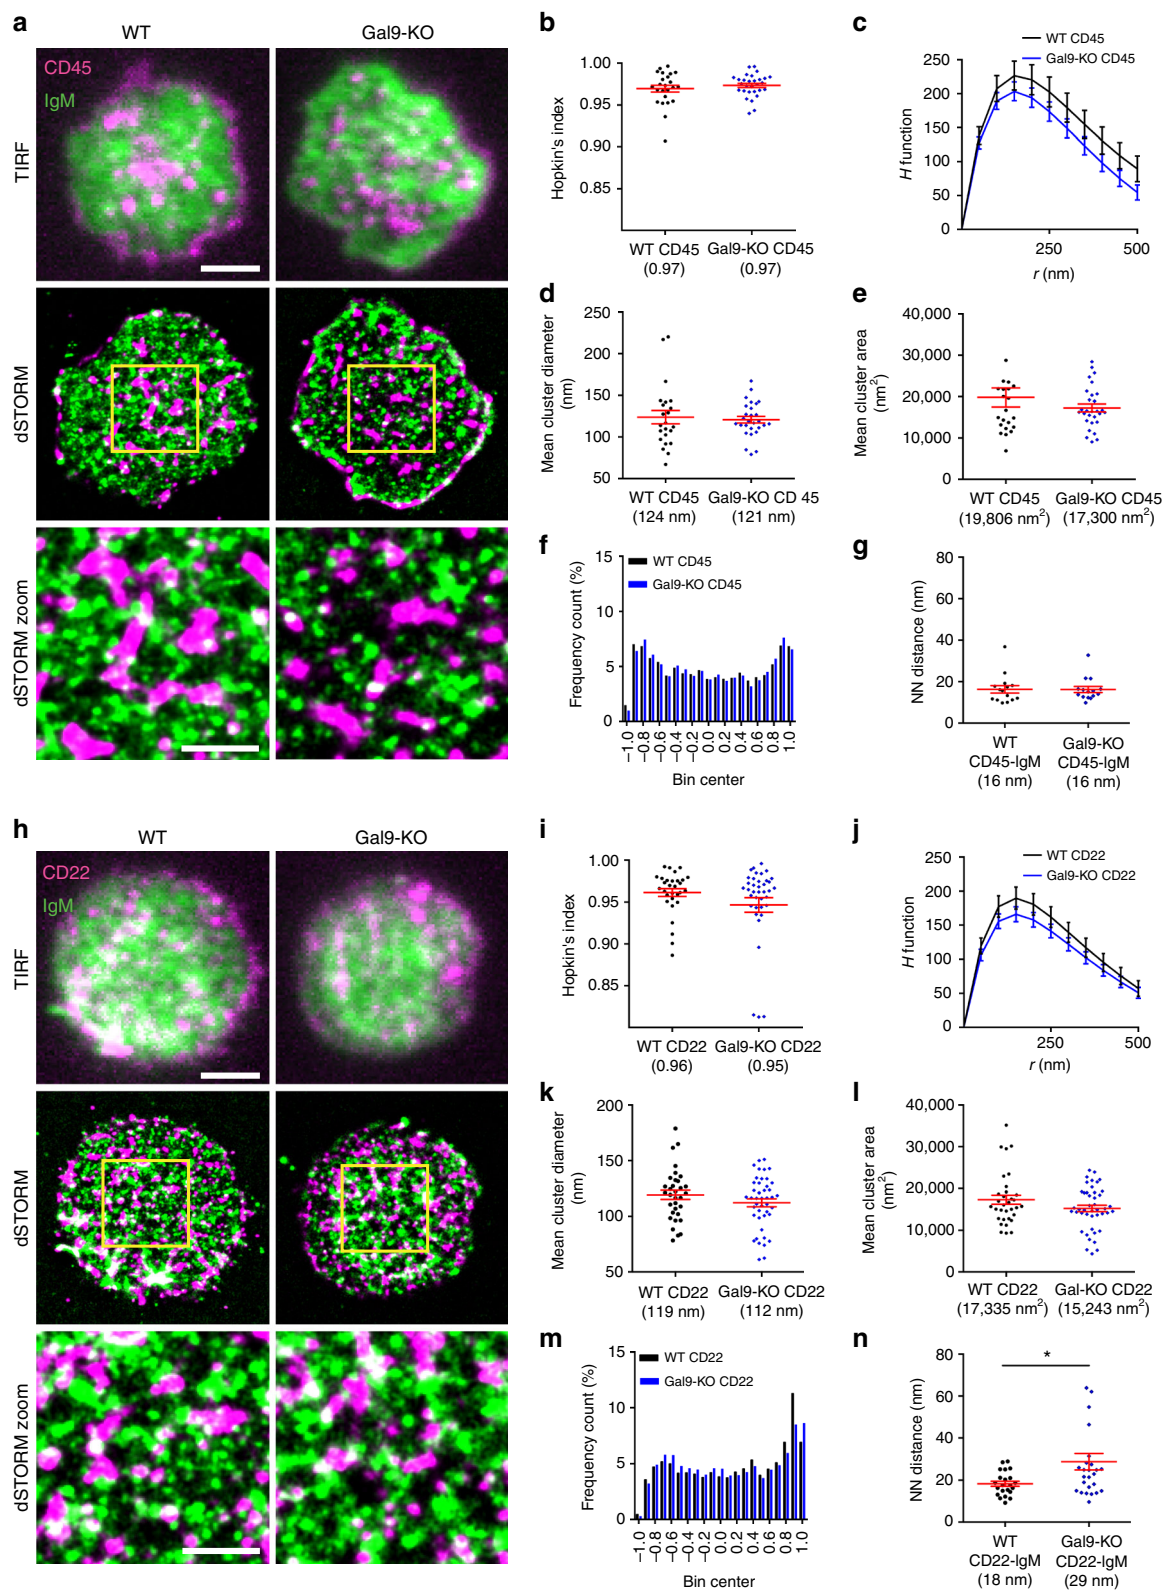 a
WT
Gal9-KO
CD45
IgM
TIRF
dSTORM
dSTORM zoom
b
Hopkin's index
1.00
0.95
0.90
0.85
WT CD45
(0.97)
Gal9-KO CD45
(0.97)
c
WT CD45
Gal9-KO CD45
H function
250
200
150
100
50
0
250
500
r (nm)
d
Mean cluster diameter
(nm)
250
200
150
100
50
WT CD45
(124 nm)
Gal9-KO CD 45
(121 nm)
e
Mean cluster area
(nm²)
40,000
30,000
20,000
10,000
0
WT CD45
(19,806 nm²)
Gal9-KO CD45
(17,300 nm²)
f
WT CD45
Gal9-KO CD45
Frequency count (%)
15
10
5
0
−1.0
−0.8
−0.6
−0.4
−0.2
0.0
0.2
0.4
0.6
0.8
1.0
Bin center
g
NN distance (nm)
80
60
40
20
0
WT
CD45-IgM
(16 nm)
Gal9-KO
CD45-IgM
(16 nm)
h
WT
Gal9-KO
CD22
IgM
TIRF
dSTORM
dSTORM zoom
i
Hopkin's index
1.00
0.95
0.90
0.85
WT CD22
(0.96)
Gal9-KO CD22
(0.95)
j
WT CD22
Gal9-KO CD22
H function
250
200
150
100
50
0
250
500
r (nm)
k
Mean cluster diameter
(nm)
200
150
100
50
WT CD22
(119 nm)
Gal9-KO CD22
(112 nm)
l
Mean cluster area
(nm²)
40,000
30,000
20,000
10,000
0
WT CD22
(17,335 nm²)
Gal-KO CD22
(15,243 nm²)
m
WT CD22
Gal9-KO CD22
Frequency count (%)
15
10
5
0
−1.0
−0.8
−0.6
−0.4
−0.2
0.0
0.2
0.4
0.6
0.8
1.0
Bin center
n
*
NN distance (nm)
80
60
40
20
0
WT
CD22-IgM
(18 nm)
Gal9-KO
CD22-IgM
(29 nm)